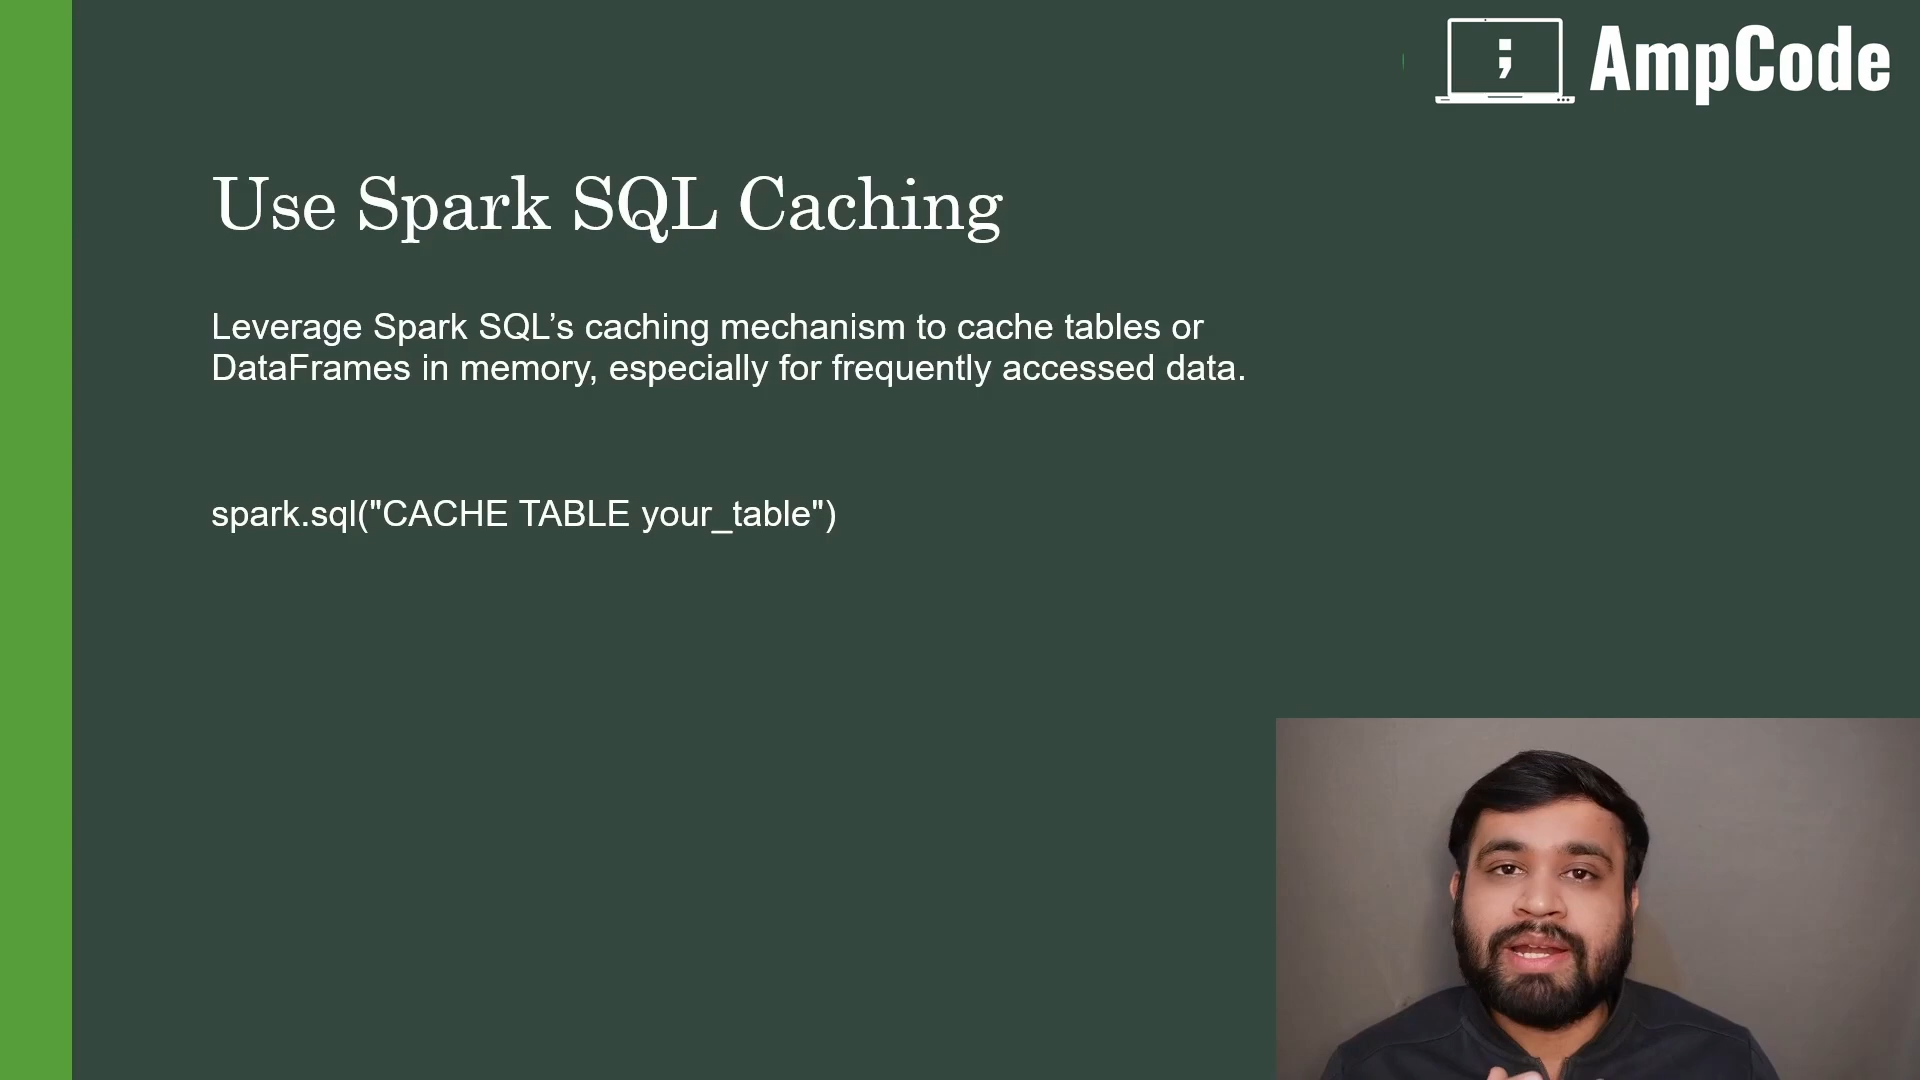 ;
AmpCode
Use Spark SQL Caching
Leverage Spark SQL’s caching mechanism to cache tables or
DataFrames in memory, especially for frequently accessed data.
spark.sql("CACHE TABLE your_table")